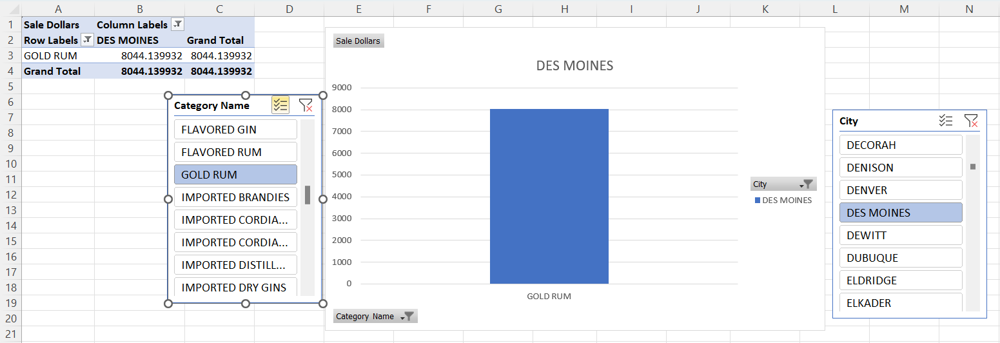 A B C D E F G H I J K L M N
1 Sale Dollars Column Labels
2 Row Labels DES MOINES Grand Total
3 GOLD RUM 8044.139932 8044.139932
4 Grand Total 8044.139932 8044.139932
5
6
7
8
9
10
11
12
13
14
15
16
17
18
19
20
21
Category Name
FLAVORED GIN
FLAVORED RUM
GOLD RUM
IMPORTED BRANDIES
IMPORTED CORDIA...
IMPORTED CORDIA...
IMPORTED DISTILL...
IMPORTED DRY GINS
Sale Dollars
DES MOINES
9000
8000
7000
6000
5000
4000
3000
2000
1000
0
GOLD RUM
Category Name
City
DES MOINES
City
DECORAH
DENISON
DENVER
DES MOINES
DEWITT
DUBUQUE
ELDRIDGE
ELKADER